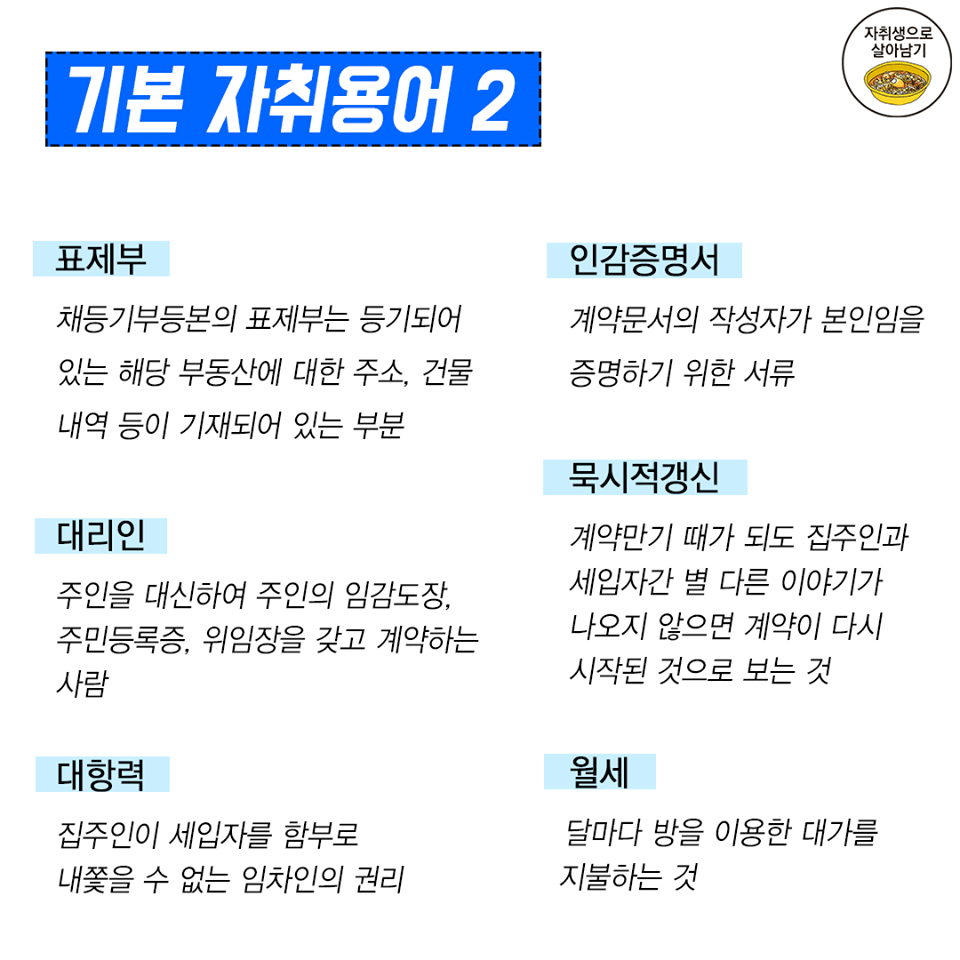 자취생으로
살아남기
기본 자취용어 2
표제부
채등기부등본의 표제부는 등기되어
있는 해당 부동산에 대한 주소, 건물
내역 등이 기재되어 있는 부분
대리인
주인을 대신하여 주인의 임감도장,
주민등록증, 위임장을 갖고 계약하는
사람
대항력
집주인이 세입자를 함부로
내쫓을 수 없는 임차인의 권리
인감증명서
계약문서의 작성자가 본인임을
증명하기 위한 서류
묵시적갱신
계약만기 때가 되도 집주인과
세입자간 별 다른 이야기가
나오지 않으면 계약이 다시
시작된 것으로 보는 것
월세
달마다 방을 이용한 대가를
지불하는 것